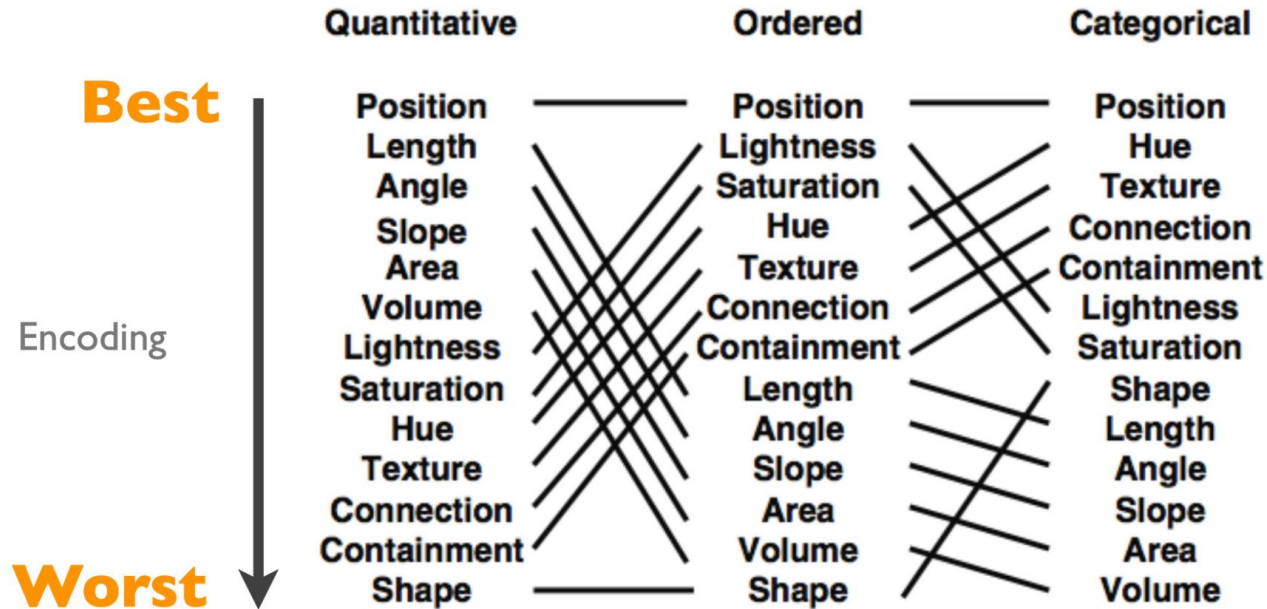 Quantitative Ordered Categorical
Best
Position Position Position
Length Lightness Hue
Angle Saturation Texture
Slope Hue Connection
Area Texture Containment
Volume Connection Lightness
Encoding
Lightness Containment Saturation
Saturation Length Shape
Hue Angle Length
Texture Slope Angle
Connection Area Slope
Containment Volume Area
Worst
Shape Shape Volume